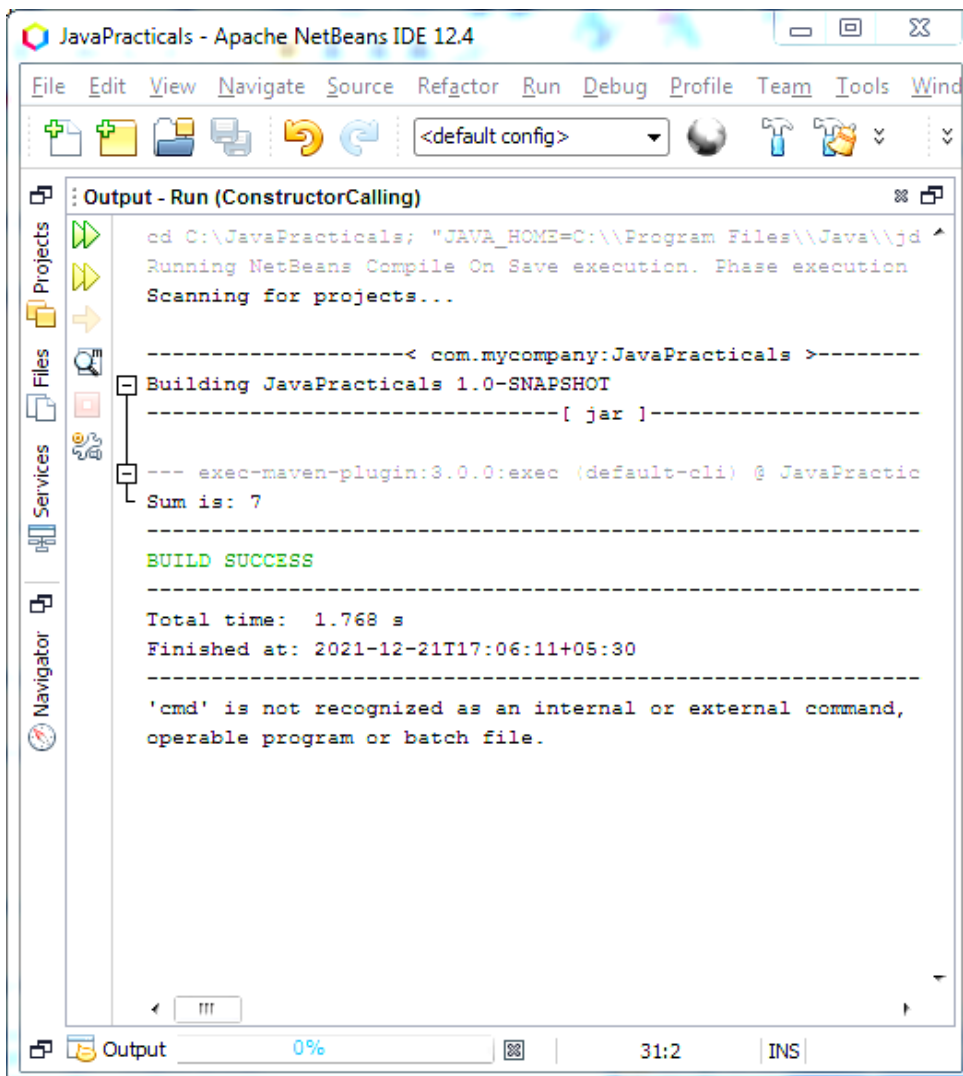 JavaPracticals - Apache NetBeans IDE 12.4
File Edit View Navigate Source Refactor Run Debug Profile Team Tools Wind
<default config>
Output - Run (ConstructorCalling)
Projects
Files
Services
Navigator
cd C:\JavaPracticals; "JAVA_HOME=C:\\Program Files\\Java\\jd
Running NetBeans Compile On Save execution. Phase execution
Scanning for projects...
--------------------< com.mycompany:JavaPracticals >--------
Building JavaPracticals 1.0-SNAPSHOT
--------------------------------[ jar ]---------------------
--- exec-maven-plugin:3.0.0:exec (default-cli) @ JavaPractic
Sum is: 7
------------------------------------------------------------
BUILD SUCCESS
------------------------------------------------------------
Total time:  1.768 s
Finished at: 2021-12-21T17:06:11+05:30
------------------------------------------------------------
'cmd' is not recognized as an internal or external command,
operable program or batch file.
Output 0% 31:2 INS